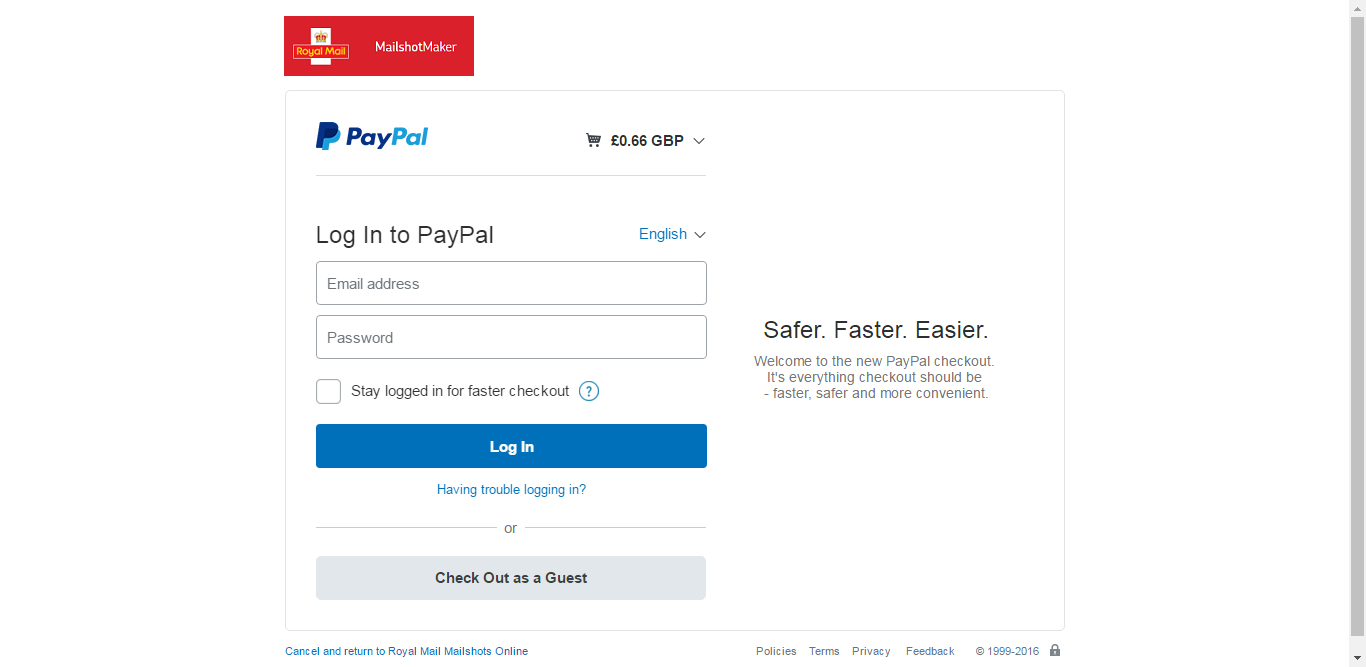 Royal Mail
MailshotMaker
PayPal
£0.66 GBP
Log In to PayPal
English
Email address
Password
Stay logged in for faster checkout ?
Log In
Having trouble logging in?
or
Check Out as a Guest
Safer. Faster. Easier.
Welcome to the new PayPal checkout.
It's everything checkout should be
- faster, safer and more convenient.
Cancel and return to Royal Mail Mailshots Online
Policies Terms Privacy Feedback © 1999-2016